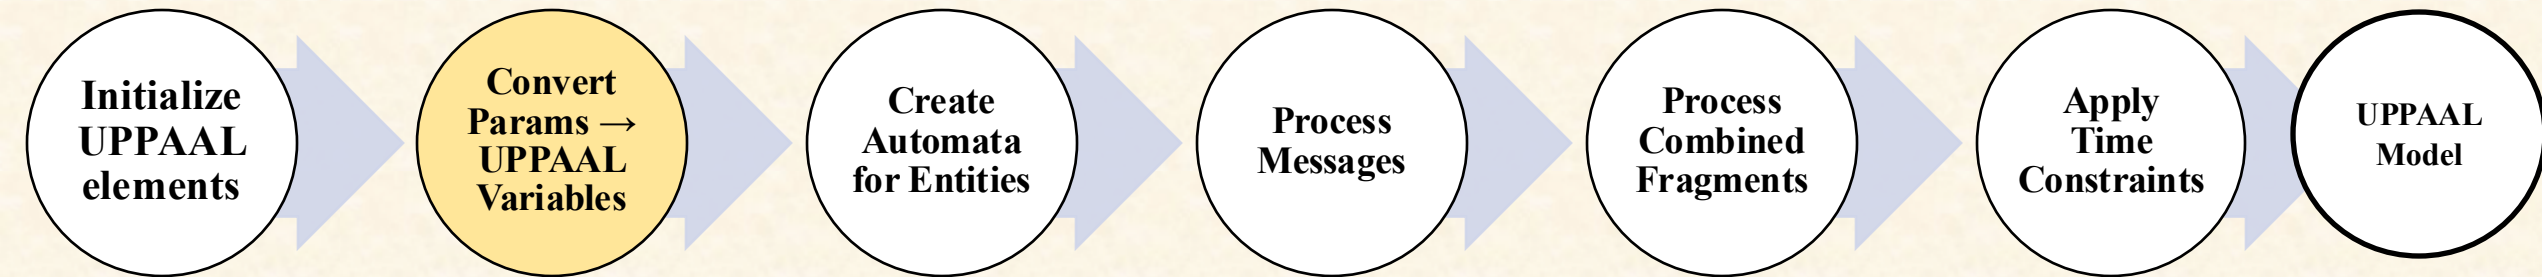 Initialize
UPPAAL
elements
Convert
Params →
UPPAAL
Variables
Create
Automata
for Entities
Process
Messages
Process
Combined
Fragments
Apply
Time
Constraints
UPPAAL
Model